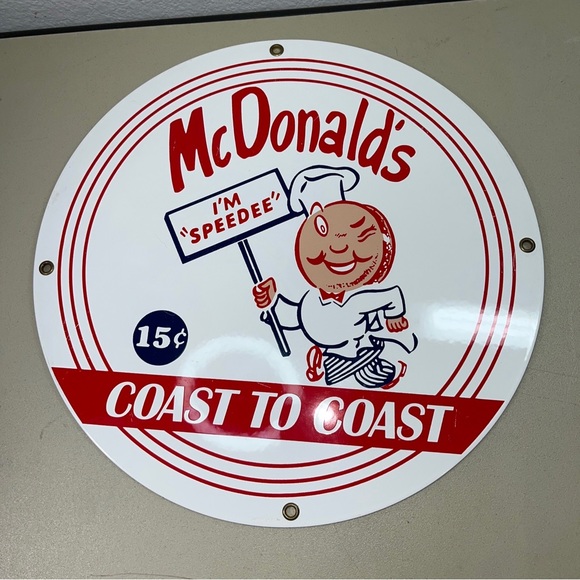 McDonald's
I'M
"SPEEDEE"
15¢
COAST TO COAST